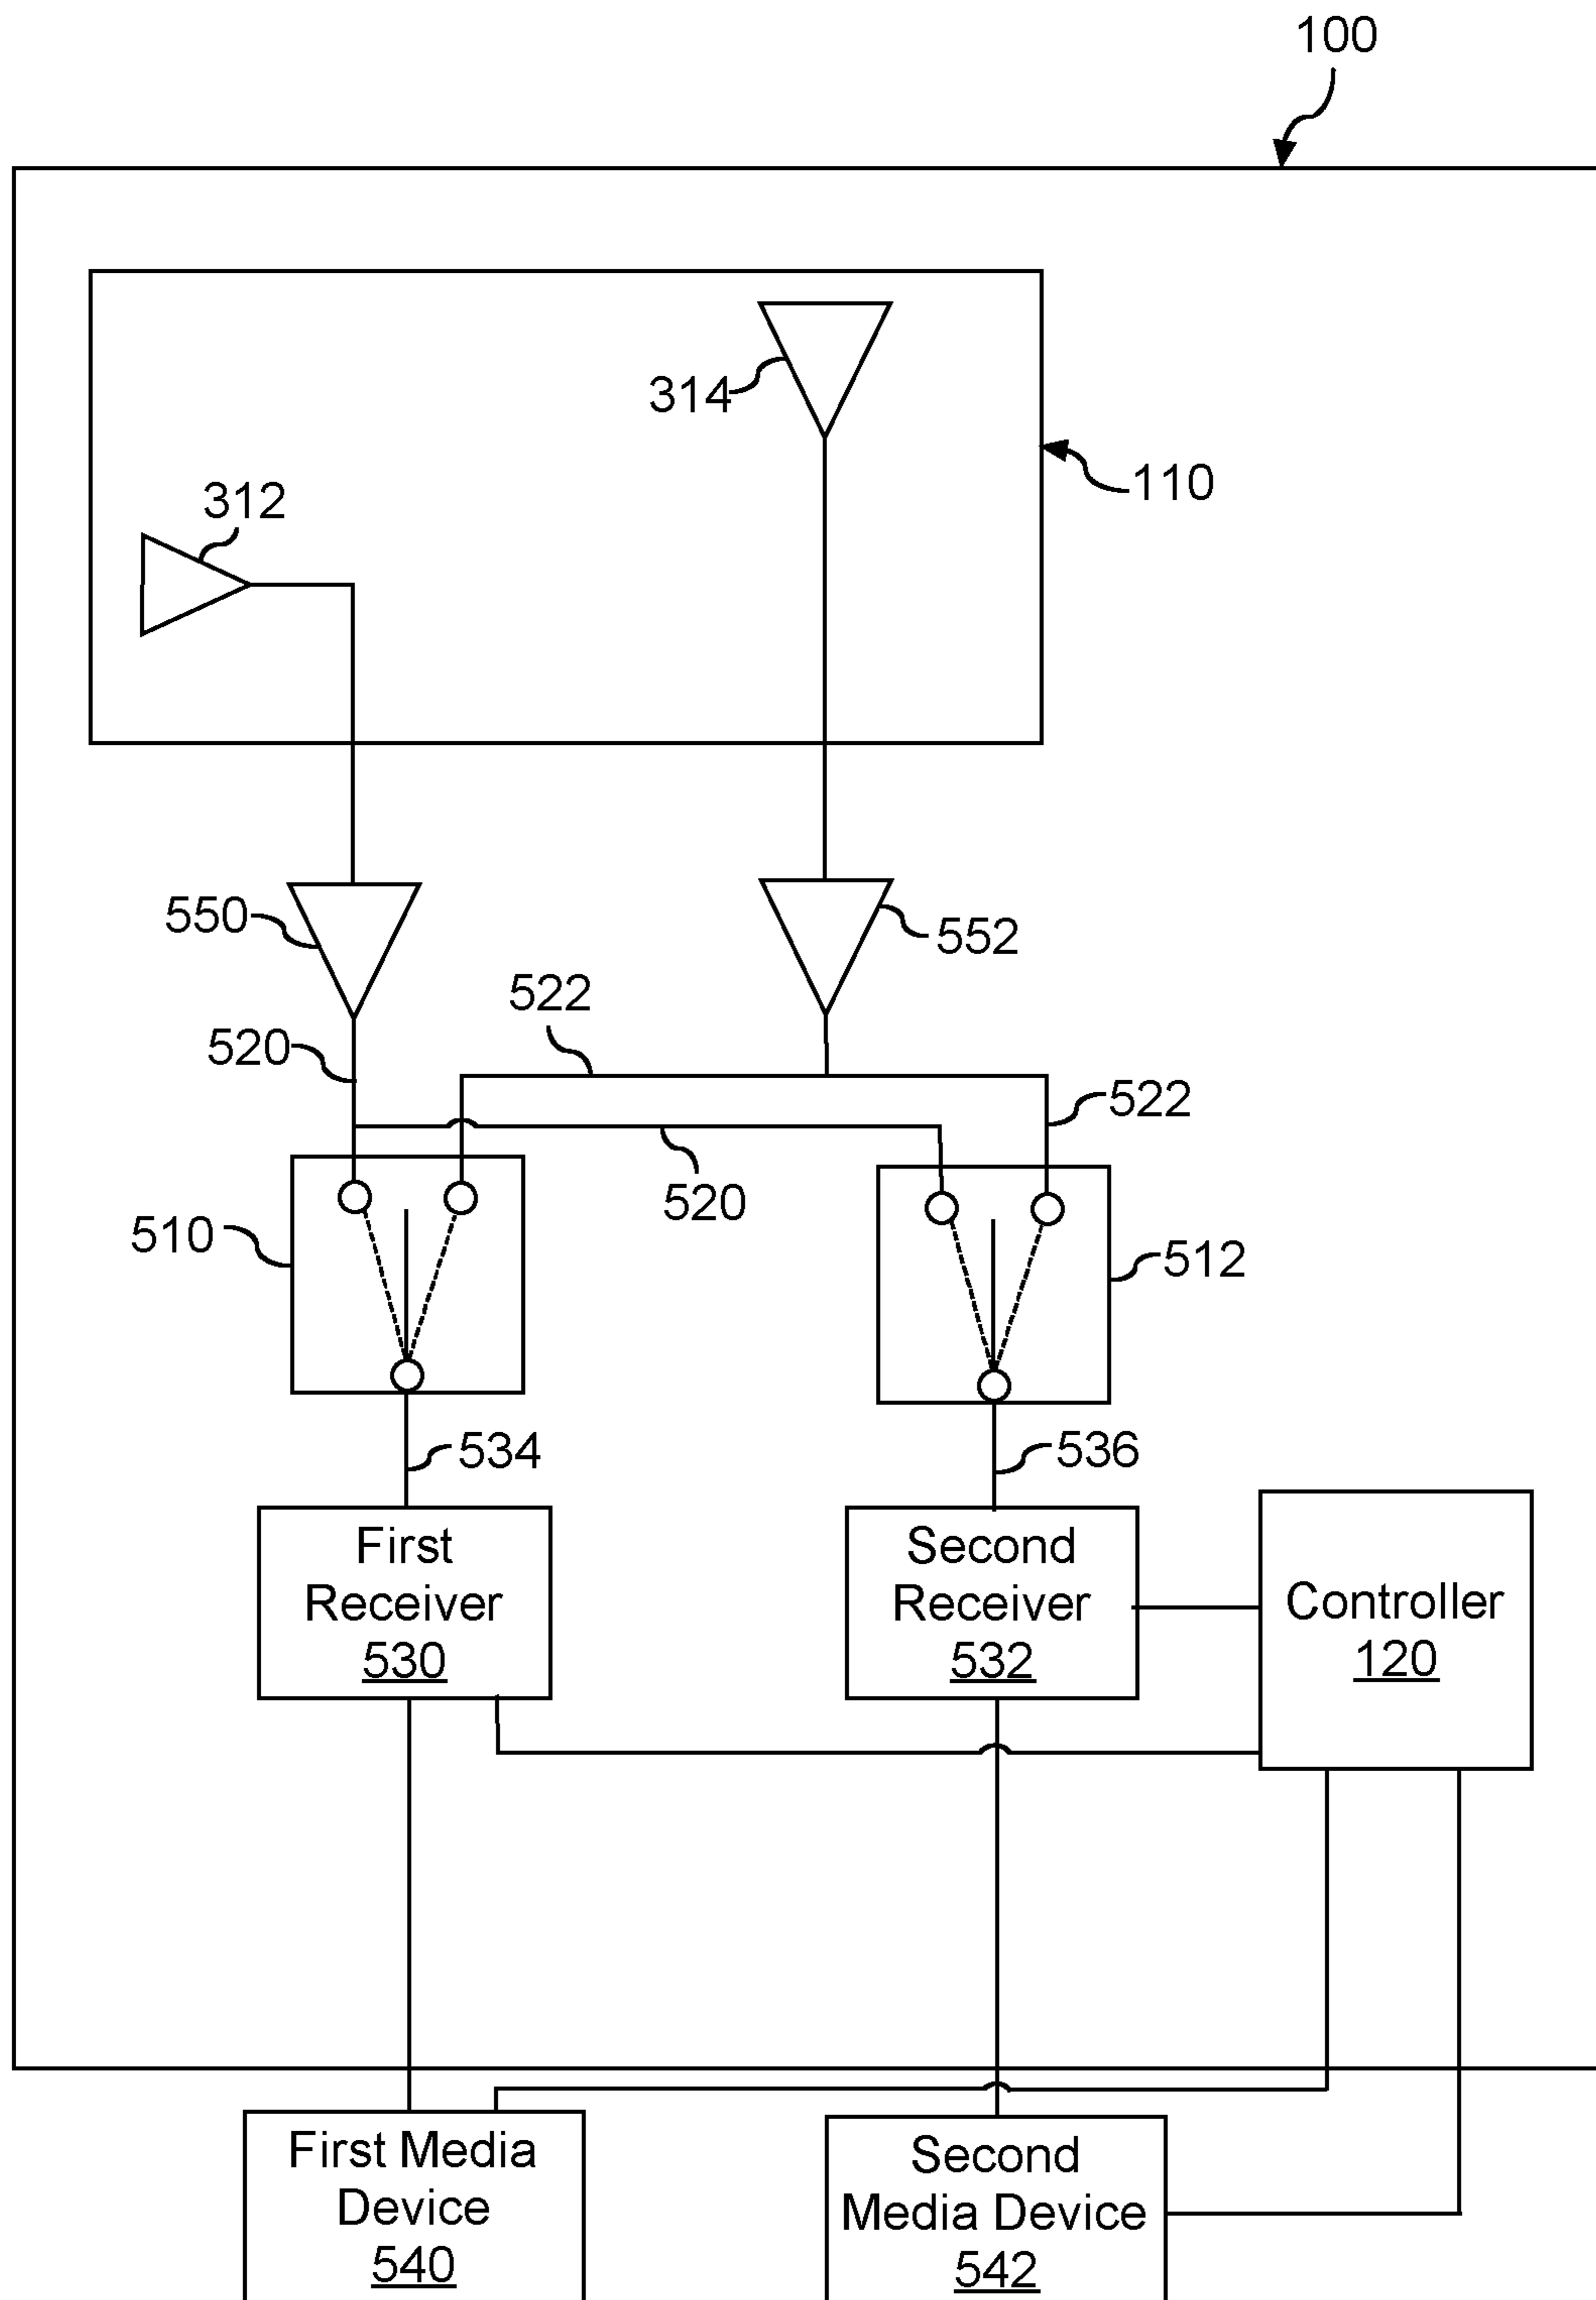 100
314
110
312
550
552
522
520
522
520
510
512
534
536
First
Receiver
530
Second
Receiver
532
Controller
120
First Media
Device
540
Second
Media Device
542